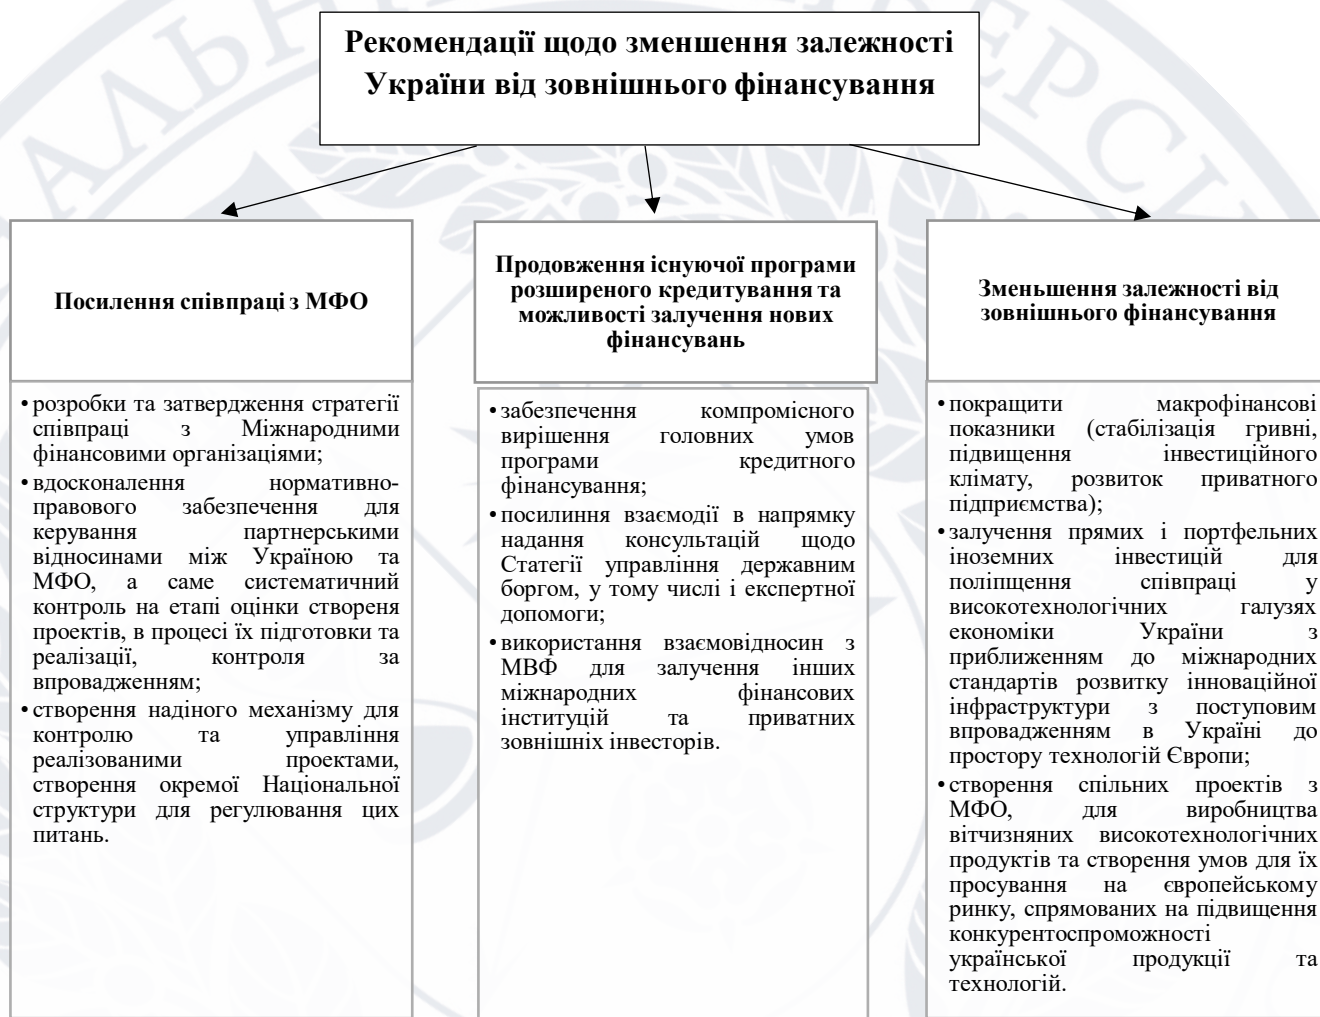 Рекомендації щодо зменшення залежності
України від зовнішнього фінансування
Посилення співпраці з МФО
• розробки та затвердження стратегії
співпраці з Міжнародними
фінансовими організаціями;
• вдосконалення нормативно-
правового забезпечення для
керування партнерськими
відносинами між Україною та
МФО, а саме систематичний
контроль на етапі оцінки створеня
проектів, в процесі їх підготовки та
реалізації, контроля за
впровадженням;
• створення надіного механізму для
контролю та управління
реалізованими проектами,
створення окремої Національної
структури для регулювання цих
питань.
Продовження існуючої програми
розширеного кредитування та
можливості залучення нових
фінансувань
• забезпечення компромісного
вирішення головних умов
програми кредитного
фінансування;
• посилиння взаємодії в напрямку
надання консультацій щодо
Статегії управління державним
боргом, у тому числі і експертної
допомоги;
• використання взаємовідносин з
МВФ для залучення інших
міжнародних фінансових
інституцій та приватних
зовнішніх інвесторів.
Зменьшення залежності від
зовнішнього фінансування
• покращити макрофінансові
показники (стабілізація гривні,
підвищення інвестиційного
клімату, розвиток приватного
підприємства);
• залучення прямих і портфельних
іноземних інвестицій для
поліпщення співпраці у
високотехнологічних галузях
економіки України з
приближенням до міжнародних
стандартів розвитку інноваційної
інфраструктури з поступовим
впровадженням в Україні до
простору технологій Європи;
• створення спільних проектів з
МФО, для виробництва
вітчизняних високотехнологічних
продуктів та створення умов для їх
просування на європейському
ринку, спрямованих на підвищення
конкурентоспроможності
української продукції та
технологій.